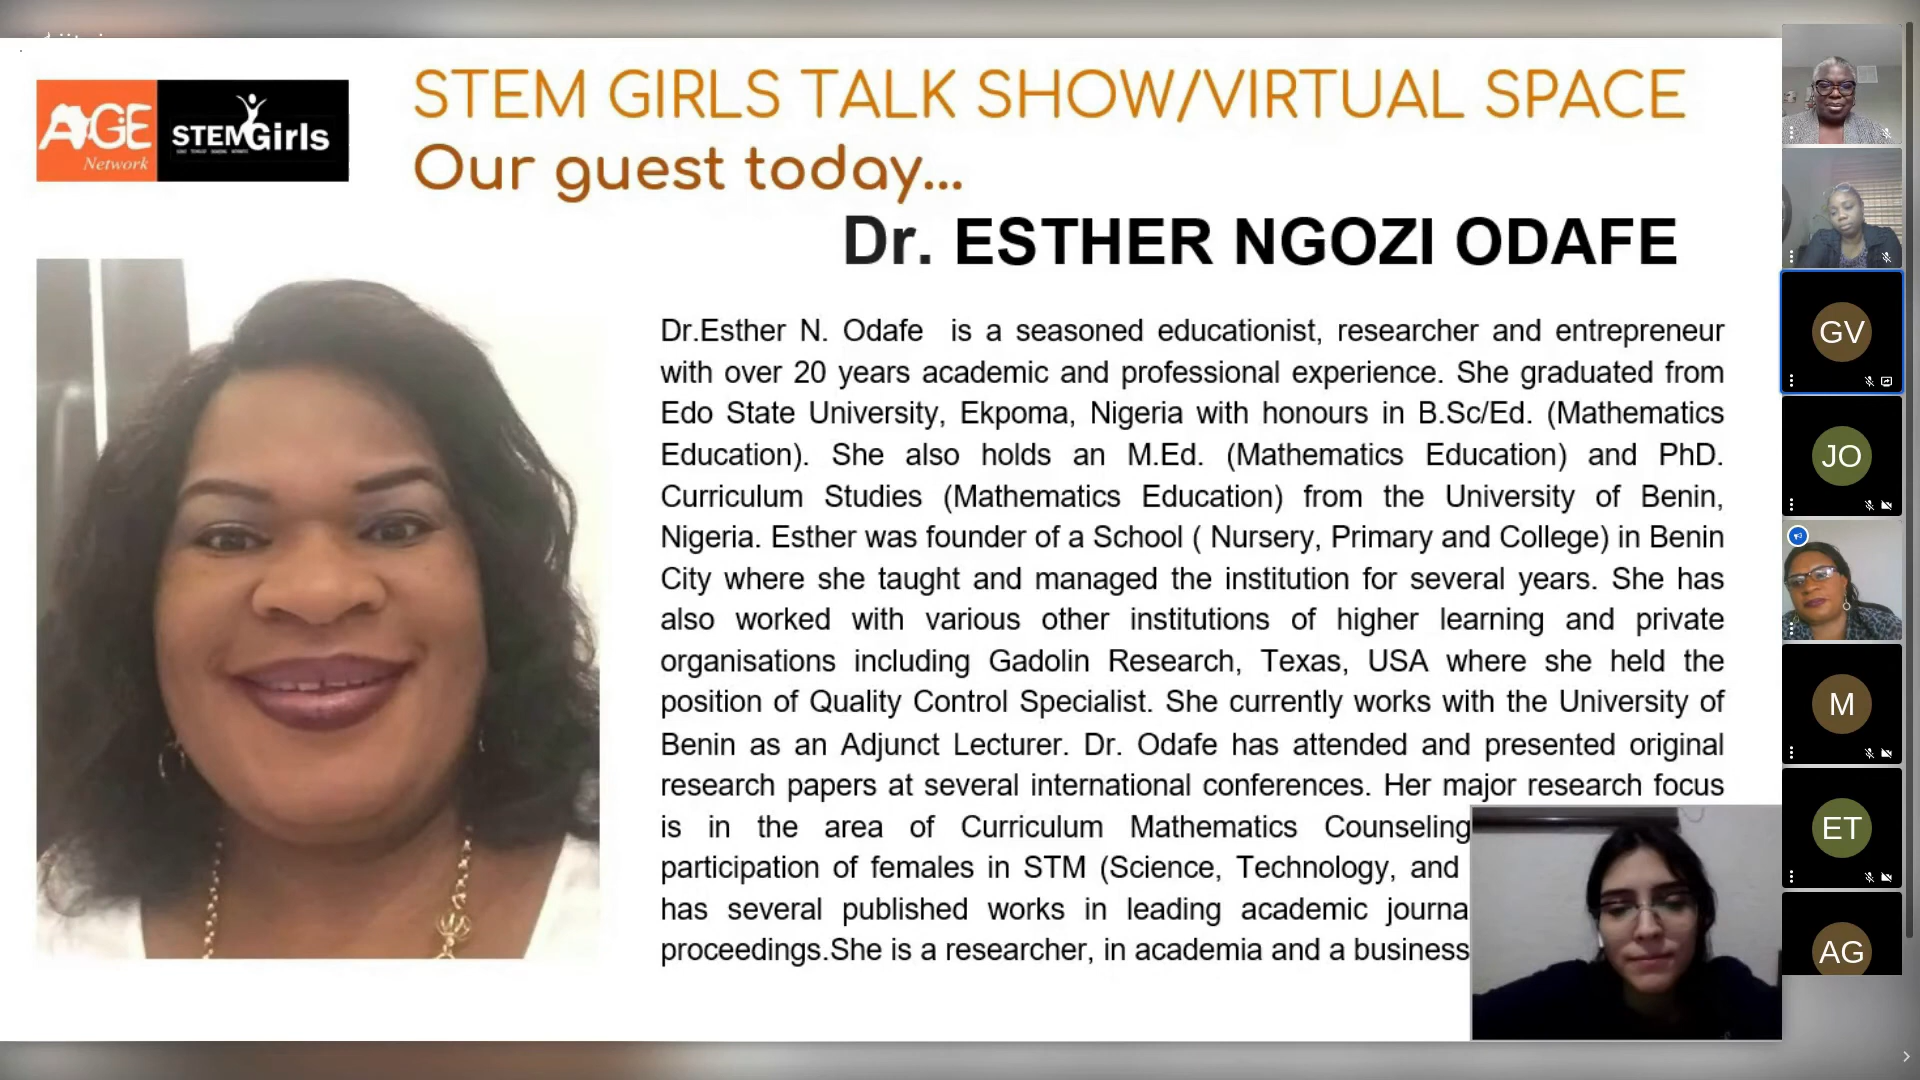 AGE
Network
STEMGirls
STEM GIRLS TALK SHOW/VIRTUAL SPACE
Our guest today...
Dr. ESTHER NGOZI ODAFE
Dr.Esther N. Odafe is a seasoned educationist, researcher and entrepreneur
with over 20 years academic and professional experience. She graduated from
Edo State University, Ekpoma, Nigeria with honours in B.Sc/Ed. (Mathematics
Education). She also holds an M.Ed. (Mathematics Education) and PhD.
Curriculum Studies (Mathematics Education) from the University of Benin,
Nigeria. Esther was founder of a School ( Nursery, Primary and College) in Benin
City where she taught and managed the institution for several years. She has
also worked with various other institutions of higher learning and private
organisations including Gadolin Research, Texas, USA where she held the
position of Quality Control Specialist. She currently works with the University of
Benin as an Adjunct Lecturer. Dr. Odafe has attended and presented original
research papers at several international conferences. Her major research focus
is in the area of Curriculum Mathematics Counseling
participation of females in STM (Science, Technology, and
has several published works in leading academic journa
proceedings.She is a researcher, in academia and a business
GV
JO
M
ET
AG